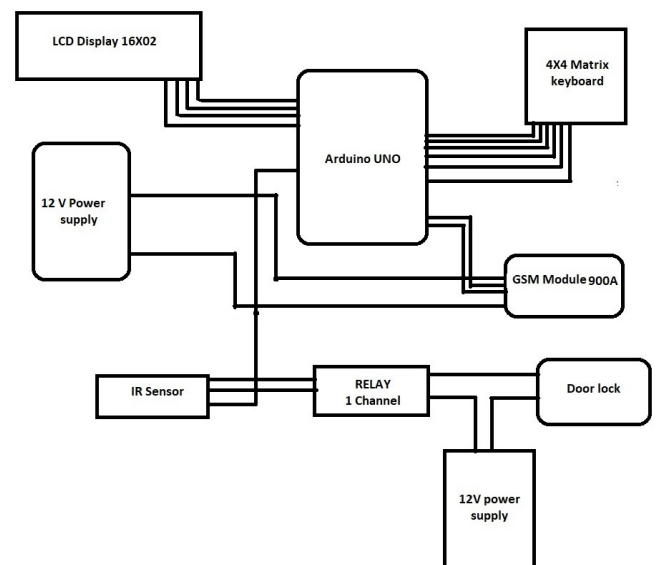 LCD Display 16X02
4X4 Matrix
keyboard
Arduino UNO
12 V Power
supply
GSM Module 900A
IR Sensor
RELAY
1 Channel
Door lock
12V power
supply